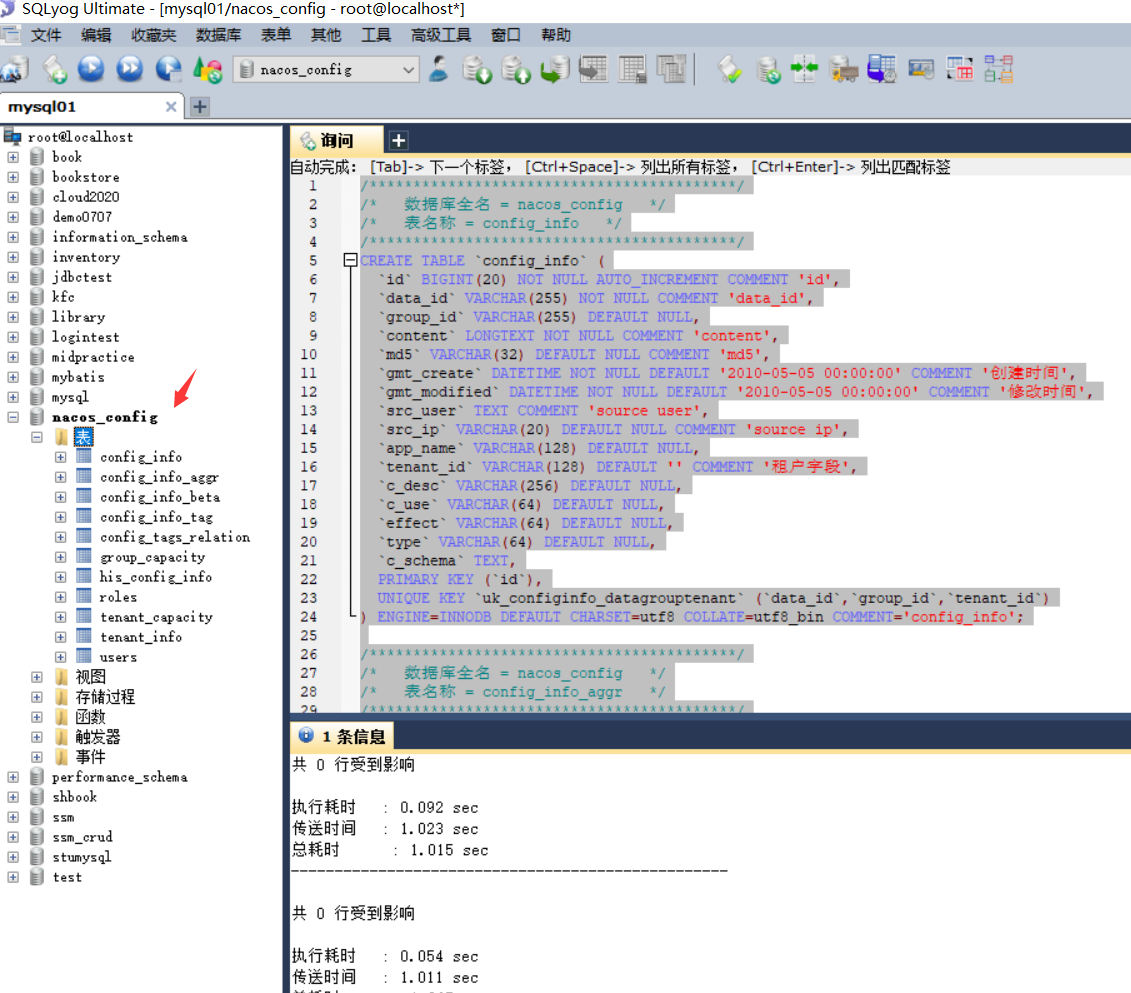 SQLyog Ultimate - [mysql01/nacos_config - root@localhost*]
文件 编辑 收藏夹 数据库 表单 其他 工具 高级工具 窗口 帮助
nacos_config
mysql01
root@localhost
book
bookstore
cloud2020
demo0707
information_schema
inventory
jdbctest
kfc
library
logintest
midpractice
mybatis
mysql
nacos_config
表
config_info
config_info_aggr
config_info_beta
config_info_tag
config_tags_relation
group_capacity
his_config_info
roles
tenant_capacity
tenant_info
users
视图
存储过程
函数
触发器
事件
performance_schema
shbook
ssm
ssm_crud
stumysql
test
询问
自动完成： [Tab]-> 下一个标签， [Ctrl+Space]-> 列出所有标签， [Ctrl+Enter]-> 列出匹配标签
1 /******************************************/
2 /*   数据库全名 = nacos_config   */
3 /*   表名称 = config_info   */
4 /******************************************/
5 CREATE TABLE `config_info` (
6 `id` BIGINT(20) NOT NULL AUTO_INCREMENT COMMENT 'id',
7 `data_id` VARCHAR(255) NOT NULL COMMENT 'data_id',
8 `group_id` VARCHAR(255) DEFAULT NULL,
9 `content` LONGTEXT NOT NULL COMMENT 'content',
10 `md5` VARCHAR(32) DEFAULT NULL COMMENT 'md5',
11 `gmt_create` DATETIME NOT NULL DEFAULT '2010-05-05 00:00:00' COMMENT '创建时间',
12 `gmt_modified` DATETIME NOT NULL DEFAULT '2010-05-05 00:00:00' COMMENT '修改时间',
13 `src_user` TEXT COMMENT 'source user',
14 `src_ip` VARCHAR(20) DEFAULT NULL COMMENT 'source ip',
15 `app_name` VARCHAR(128) DEFAULT NULL,
16 `tenant_id` VARCHAR(128) DEFAULT '' COMMENT '租户字段',
17 `c_desc` VARCHAR(256) DEFAULT NULL,
18 `c_use` VARCHAR(64) DEFAULT NULL,
19 `effect` VARCHAR(64) DEFAULT NULL,
20 `type` VARCHAR(64) DEFAULT NULL,
21 `c_schema` TEXT,
22 PRIMARY KEY (`id`),
23 UNIQUE KEY `uk_configinfo_datagrouptenant` (`data_id`,`group_id`,`tenant_id`)
24 ) ENGINE=INNODB DEFAULT CHARSET=utf8 COLLATE=utf8_bin COMMENT='config_info';
25
26 /******************************************/
27 /*   数据库全名 = nacos_config   */
28 /*   表名称 = config_info_aggr   */
29 /******************************************/
1 条信息
共 0 行受到影响
执行耗时 : 0.092 sec
传送时间 : 1.023 sec
总耗时 : 1.015 sec
--------------------------------------------------
共 0 行受到影响
执行耗时 : 0.054 sec
传送时间 : 1.011 sec